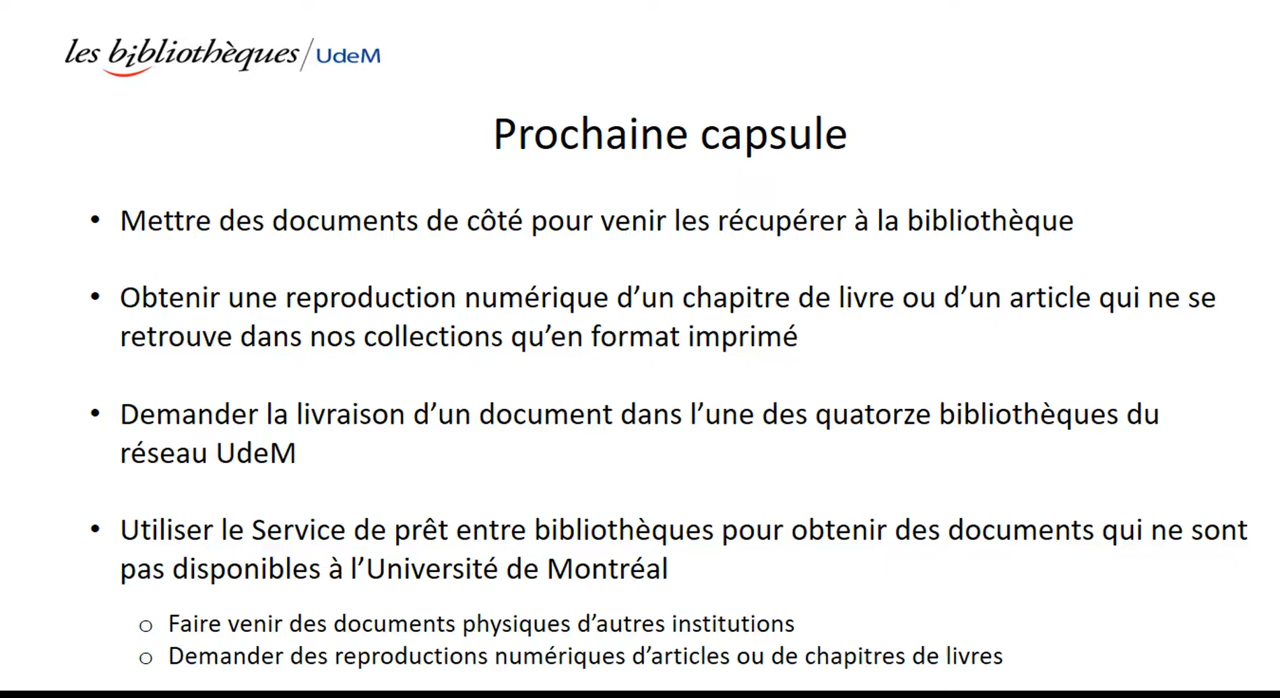 les bibliothèques/UdeM
Prochaine capsule
• Mettre des documents de côté pour venir les récupérer à la bibliothèque
• Obtenir une reproduction numérique d’un chapitre de livre ou d’un article qui ne se
retrouve dans nos collections qu’en format imprimé
• Demander la livraison d’un document dans l’une des quatorze bibliothèques du
réseau UdeM
• Utiliser le Service de prêt entre bibliothèques pour obtenir des documents qui ne sont
pas disponibles à l’Université de Montréal
o Faire venir des documents physiques d’autres institutions
o Demander des reproductions numériques d’articles ou de chapitres de livres